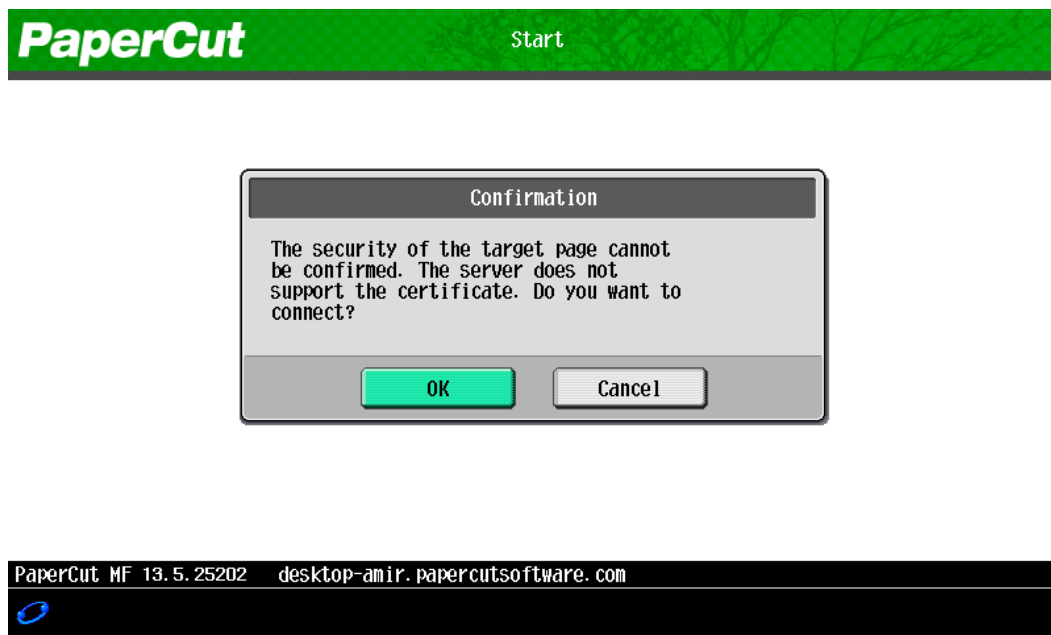 PaperCut
Start
Confirmation
The security of the target page cannot
be confirmed. The server does not
support the certificate. Do you want to
connect?
OK
Cancel
PaperCut MF 13.5.25202 desktop-amir.papercutsoftware.com